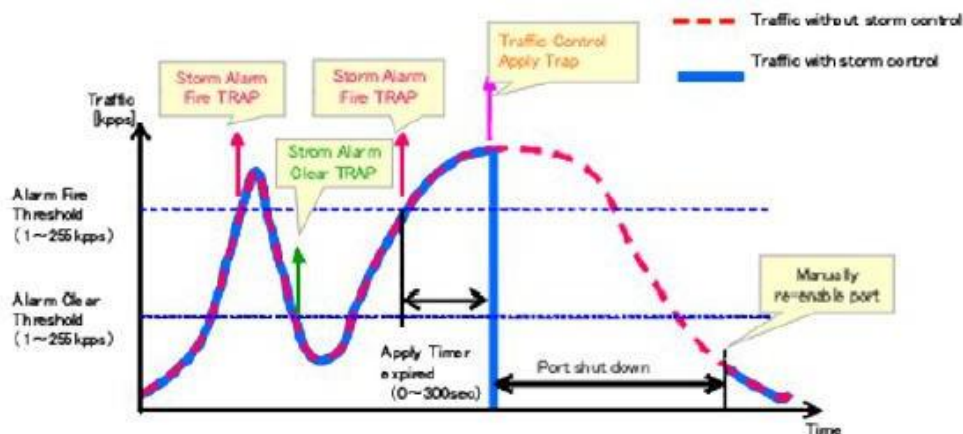 Traffic without storm control
Traffic with storm control
Traffic Control
Apply Trap
Storm Alarm
Fire TRAP
Storm Alarm
Fire TRAP
Traffic
[kpps]
Strom Alarm
Clear TRAP
Alarm Fire
Threshold
(1～255kpps)
Alarm Clear
Threshold
(1～255kpps)
Manually
re-enable port
Apply Timer
expired
(0～300sec)
Port shut down
Time